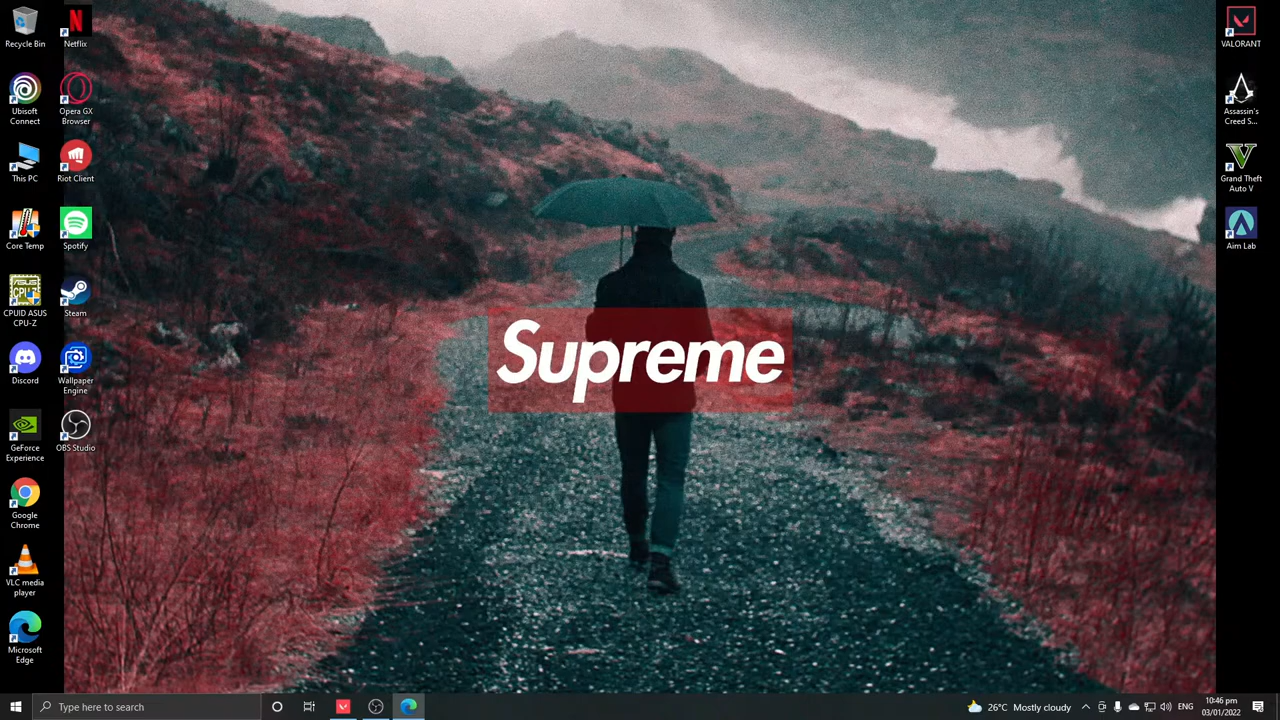 Recycle Bin
Netflix
Ubisoft
Connect
Opera GX
Browser
This PC
Riot Client
Core Temp
Spotify
CPUID ASUS
CPU-Z
Steam
Discord
Wallpaper
Engine
GeForce
Experience
OBS Studio
Google
Chrome
VLC media
player
Microsoft
Edge
Supreme
VALORANT
Assassin's
Creed S...
Grand Theft
Auto V
Aim Lab
Type here to search
26°C Mostly cloudy
ENG
10:46 pm
03/01/2022